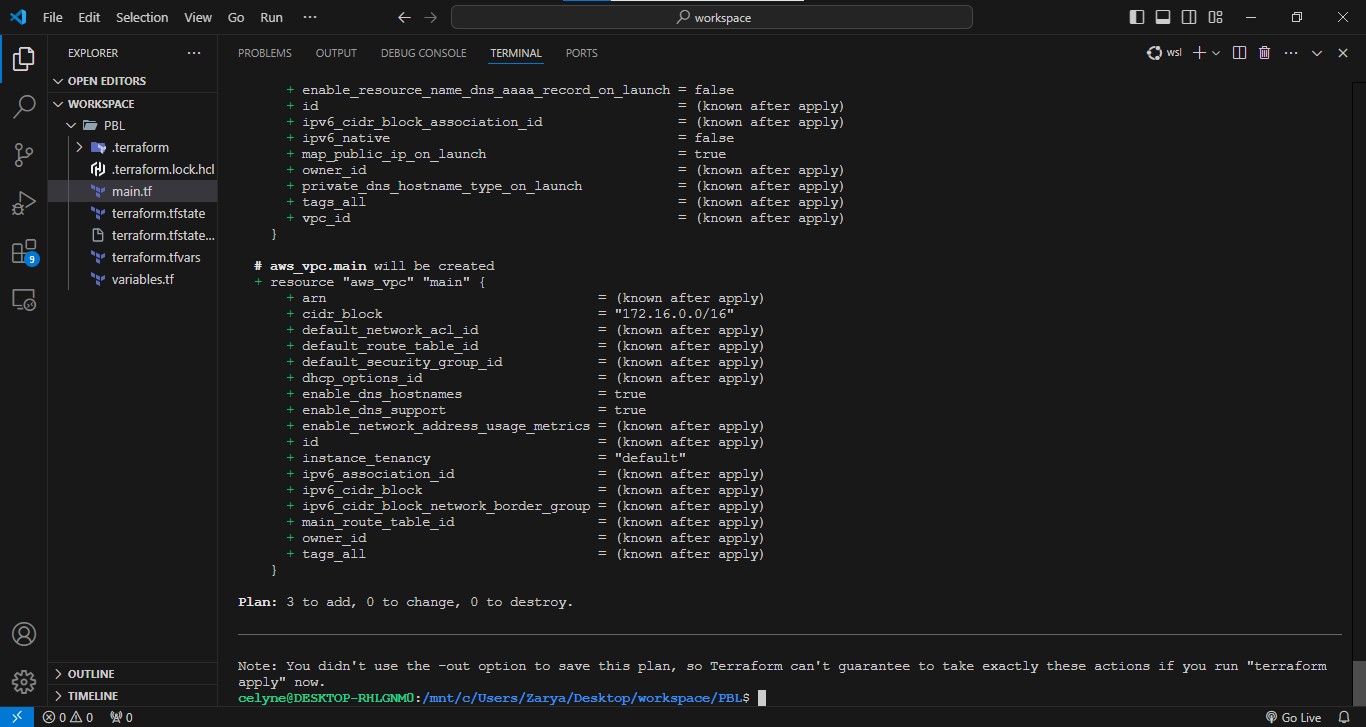 File Edit Selection View Go Run ··· workspace
EXPLORER ···
OPEN EDITORS
WORKSPACE
PBL
.terraform
.terraform.lock.hcl
main.tf
terraform.tfstate
terraform.tfstate...
terraform.tfvars
variables.tf
OUTLINE
TIMELINE
9
PROBLEMS OUTPUT DEBUG CONSOLE TERMINAL PORTS wsl
+ enable_resource_name_dns_aaaa_record_on_launch = false
+ id = (known after apply)
+ ipv6_cidr_block_association_id = (known after apply)
+ ipv6_native = false
+ map_public_ip_on_launch = true
+ owner_id = (known after apply)
+ private_dns_hostname_type_on_launch = (known after apply)
+ tags_all = (known after apply)
+ vpc_id = (known after apply)
}
# aws_vpc.main will be created
+ resource "aws_vpc" "main" {
+ arn = (known after apply)
+ cidr_block = "172.16.0.0/16"
+ default_network_acl_id = (known after apply)
+ default_route_table_id = (known after apply)
+ default_security_group_id = (known after apply)
+ dhcp_options_id = (known after apply)
+ enable_dns_hostnames = true
+ enable_dns_support = true
+ enable_network_address_usage_metrics = (known after apply)
+ id = (known after apply)
+ instance_tenancy = "default"
+ ipv6_association_id = (known after apply)
+ ipv6_cidr_block = (known after apply)
+ ipv6_cidr_block_network_border_group = (known after apply)
+ main_route_table_id = (known after apply)
+ owner_id = (known after apply)
+ tags_all = (known after apply)
}
Plan: 3 to add, 0 to change, 0 to destroy.
Note: You didn't use the -out option to save this plan, so Terraform can't guarantee to take exactly these actions if you run "terraform
apply" now.
celyne@DESKTOP-RHLGNM0:/mnt/c/Users/Zarya/Desktop/workspace/PBL$
0 0 0 Go Live